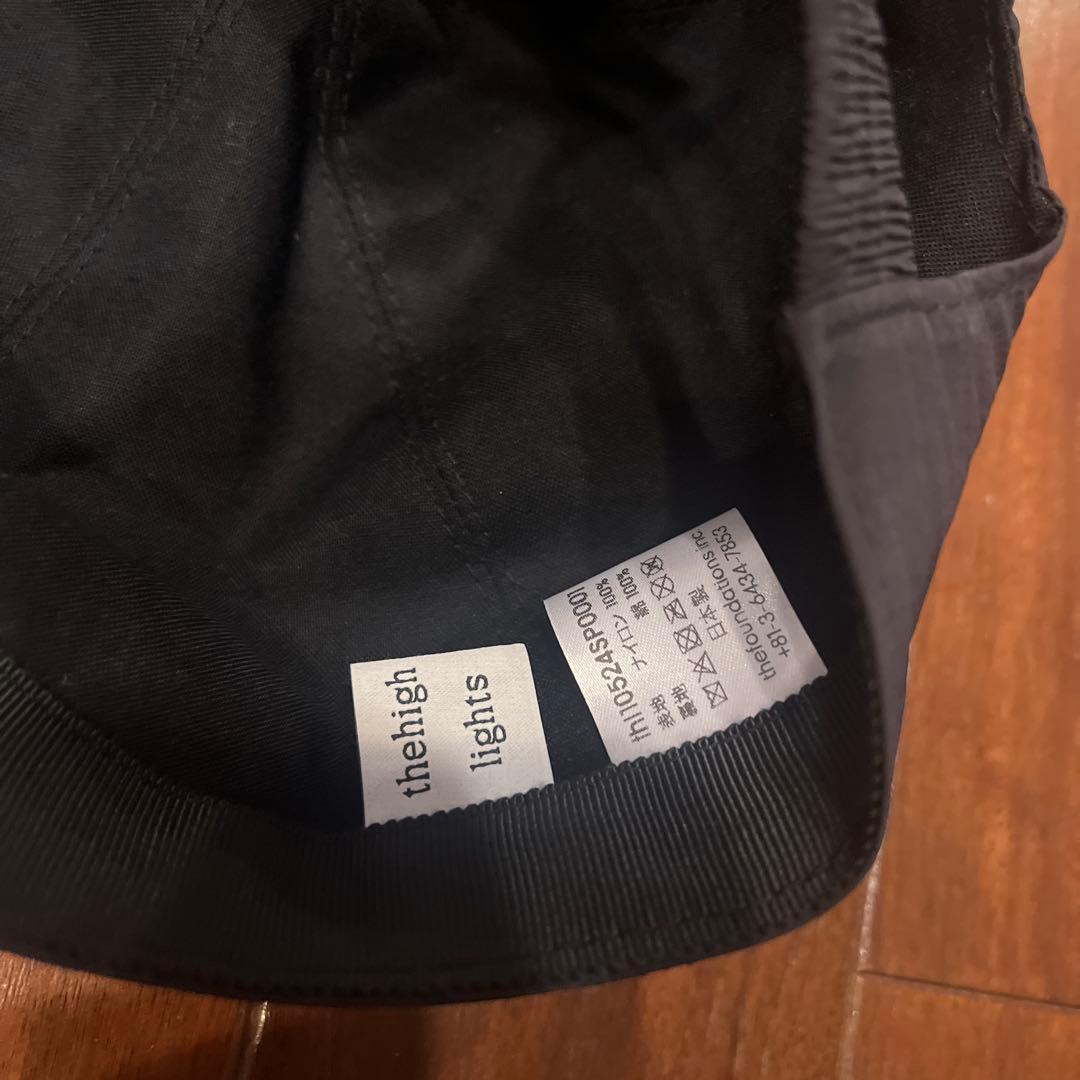 thehigh
lights
thl10524SP0001
表地 ナイロン 100%
裏地 綿 100%
日本製
thefoundations inc.
+81-3-6434-7853